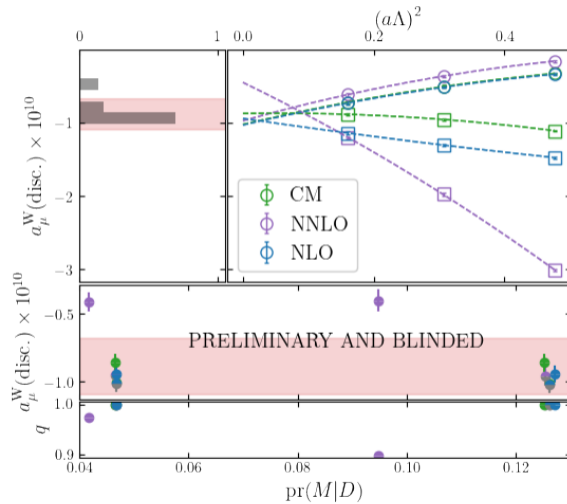 0 1 0.0 0.2 0.4
(aΛ)²
a_μ^W(disc.) × 10^10
−1
−2
−3
CM
NNLO
NLO
a_μ^W(disc.) × 10^10
−0.5
−1.0
PRELIMINARY AND BLINDED
q
1.0
0.9
0.04 0.06 0.08 0.10 0.12
pr(M|D)